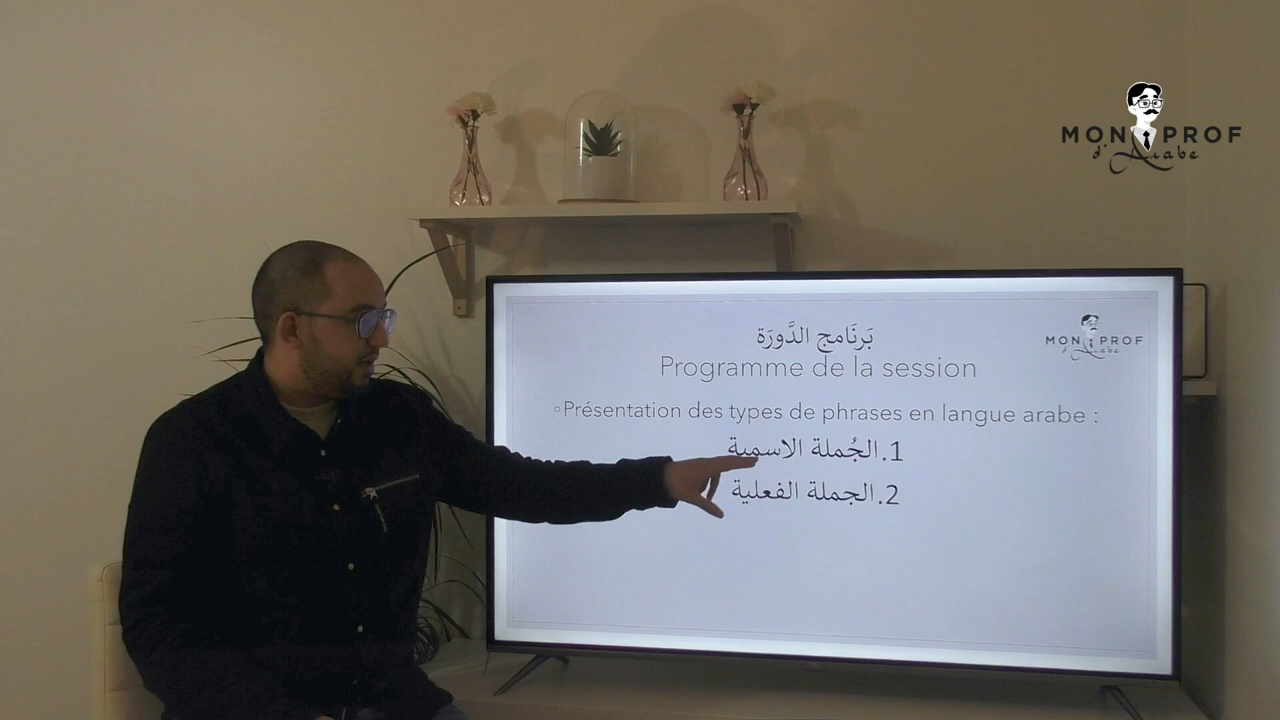 MON PROF
d'Arabe
بَرنَامج الدَّورَة
MON PROF
d'Arabe
Programme de la session
◦Présentation des types de phrases en langue arabe :
1. الجُملة الاسمية
2. الجملة الفعلية